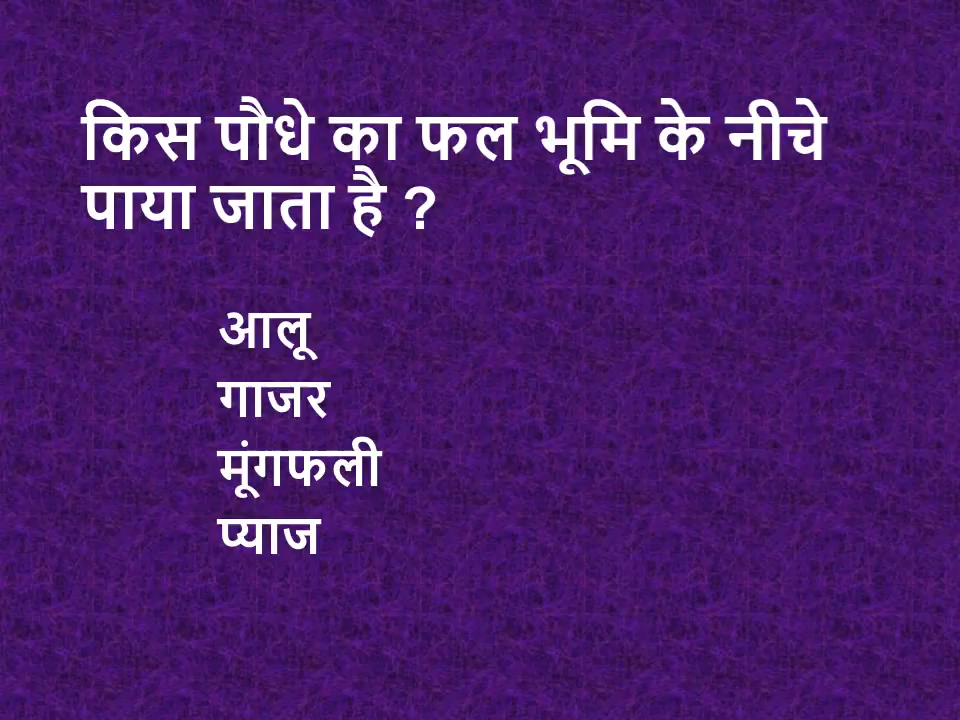 किस पौधे का फल भूमि के नीचे
पाया जाता है ?
आलू
गाजर
मूंगफली
प्याज